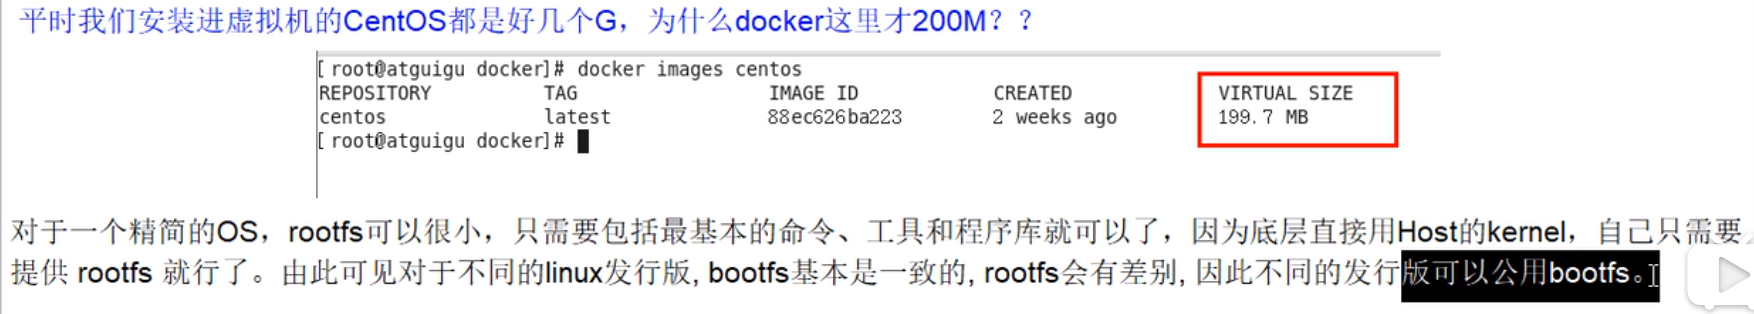 平时我们安装进虚拟机的CentOS都是好几个G，为什么docker这里才200M？？
[root@atguigu docker]# docker images centos
REPOSITORY TAG IMAGE ID CREATED VIRTUAL SIZE
centos latest 88ec626ba223 2 weeks ago 199.7 MB
[root@atguigu docker]#
对于一个精简的OS，rootfs可以很小，只需要包括最基本的命令、工具和程序库就可以了，因为底层直接用Host的kernel，自己只需要
提供 rootfs 就行了。由此可见对于不同的linux发行版, bootfs基本是一致的, rootfs会有差别, 因此不同的发行版可以公用bootfs。